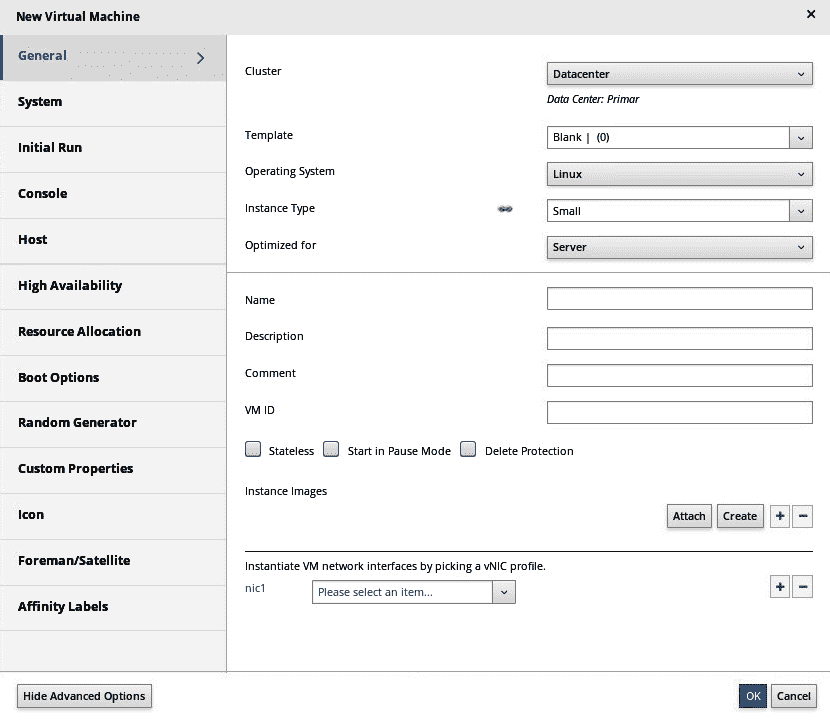 New Virtual Machine
General
System
Initial Run
Console
Host
High Availability
Resource Allocation
Boot Options
Random Generator
Custom Properties
Icon
Foreman/Satellite
Affinity Labels
Cluster
Datacenter
Data Center: Primar
Template
Blank | (0)
Operating System
Linux
Instance Type
Small
Optimized for
Server
Name
Description
Comment
VM ID
Stateless Start in Pause Mode Delete Protection
Instance Images
Attach Create + −
Instantiate VM network interfaces by picking a vNIC profile.
nic1 Please select an item... + −
Hide Advanced Options OK Cancel